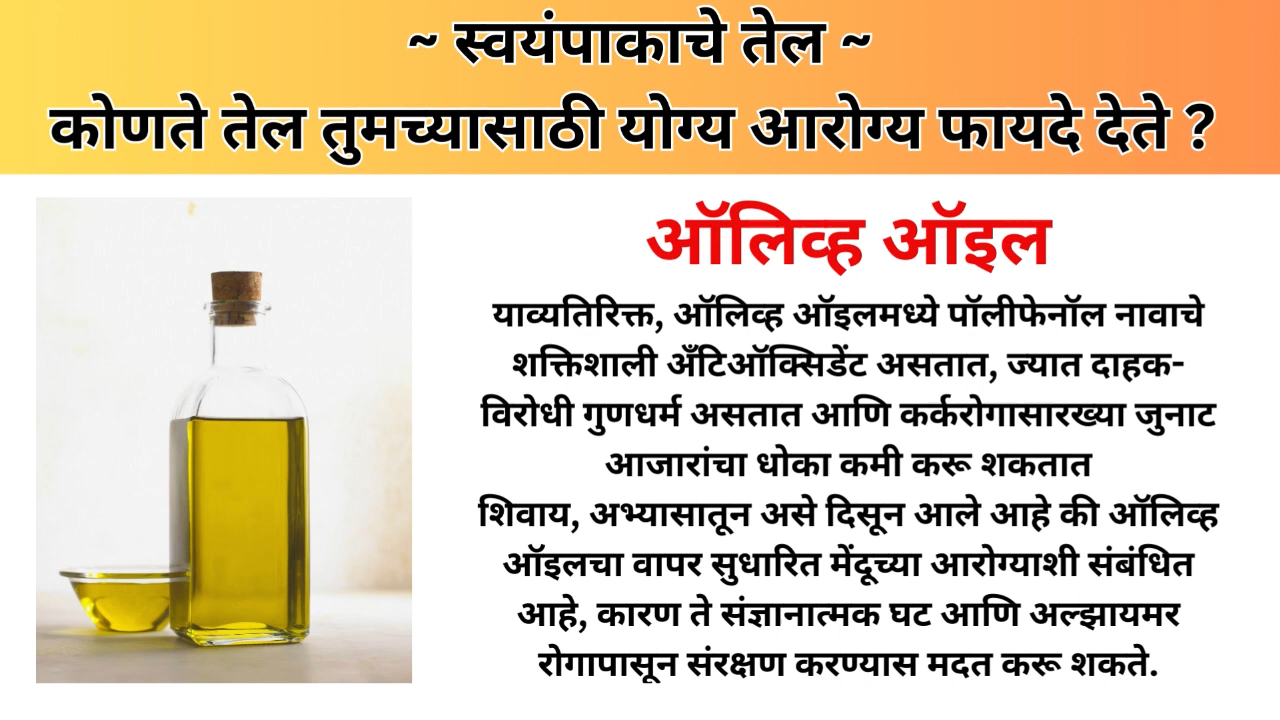 ~ स्वयंपाकाचे तेल ~
कोणते तेल तुमच्यासाठी योग्य आरोग्य फायदे देते ?
ऑलिव्ह ऑइल
याव्यतिरिक्त, ऑलिव्ह ऑइलमध्ये पॉलीफेनॉल नावाचे
शक्तिशाली अँटिऑक्सिडेंट असतात, ज्यात दाहक-
विरोधी गुणधर्म असतात आणि कर्करोगासारख्या जुनाट
आजारांचा धोका कमी करू शकतात
शिवाय, अभ्यासातून असे दिसून आले आहे की ऑलिव्ह
ऑइलचा वापर सुधारित मेंदूच्या आरोग्याशी संबंधित
आहे, कारण ते संज्ञानात्मक घट आणि अल्झायमर
रोगापासून संरक्षण करण्यास मदत करू शकते.